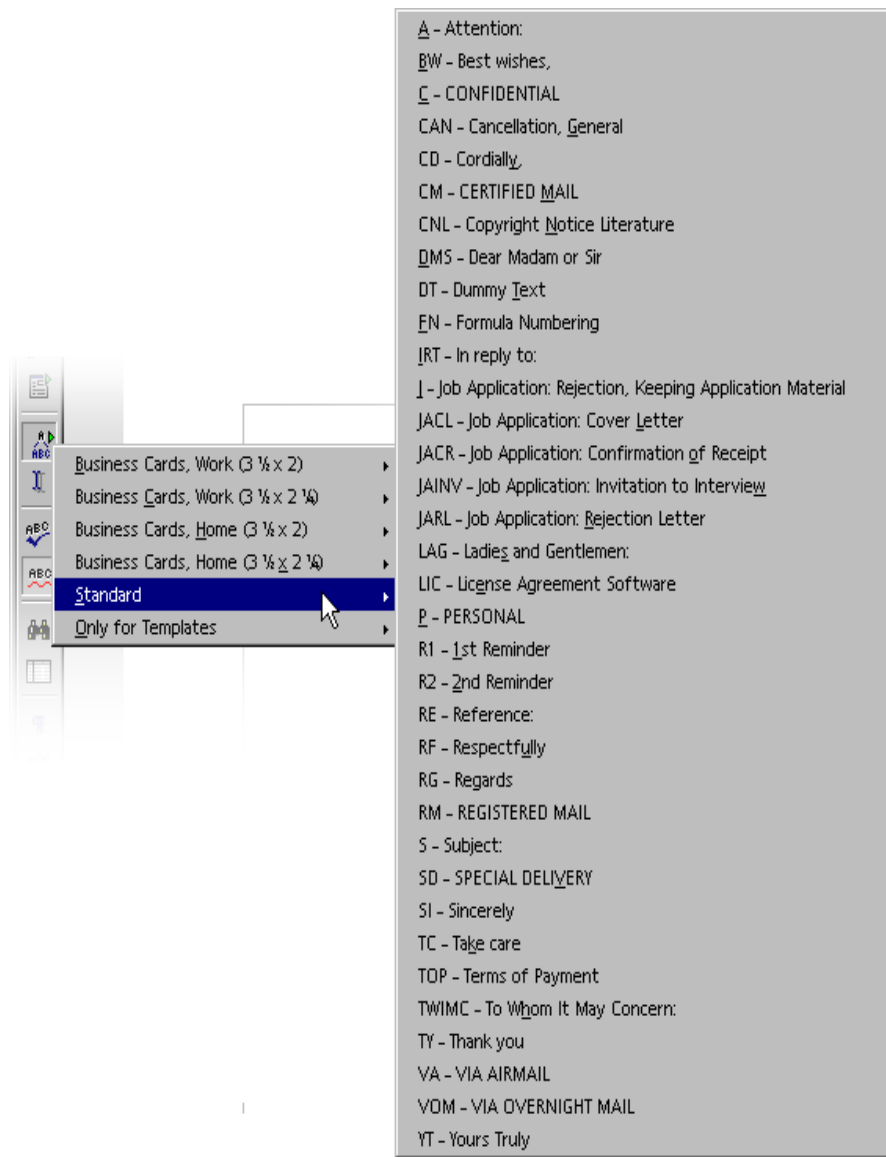 A - Attention:
BW - Best wishes,
C - CONFIDENTIAL
CAN - Cancellation, General
CD - Cordially,
CM - CERTIFIED MAIL
CNL - Copyright Notice Literature
DMS - Dear Madam or Sir
DT - Dummy Text
FN - Formula Numbering
IRT - In reply to:
J - Job Application: Rejection, Keeping Application Material
JACL - Job Application: Cover Letter
JACR - Job Application: Confirmation of Receipt
JAINV - Job Application: Invitation to Interview
JARL - Job Application: Rejection Letter
LAG - Ladies and Gentlemen:
LIC - License Agreement Software
P - PERSONAL
R1 - 1st Reminder
R2 - 2nd Reminder
RE - Reference:
RF - Respectfully
RG - Regards
RM - REGISTERED MAIL
S - Subject:
SD - SPECIAL DELIVERY
SI - Sincerely
TC - Take care
TOP - Terms of Payment
TWIMC - To Whom It May Concern:
TY - Thank you
VA - VIA AIRMAIL
VOM - VIA OVERNIGHT MAIL
YT - Yours Truly
A
ABC
ABC
ABC
Business Cards, Work (3 ½ x 2)
Business Cards, Work (3 ½ x 2 ¼)
Business Cards, Home (3 ½ x 2)
Business Cards, Home (3 ½ x 2 ¼)
Standard
Only for Templates